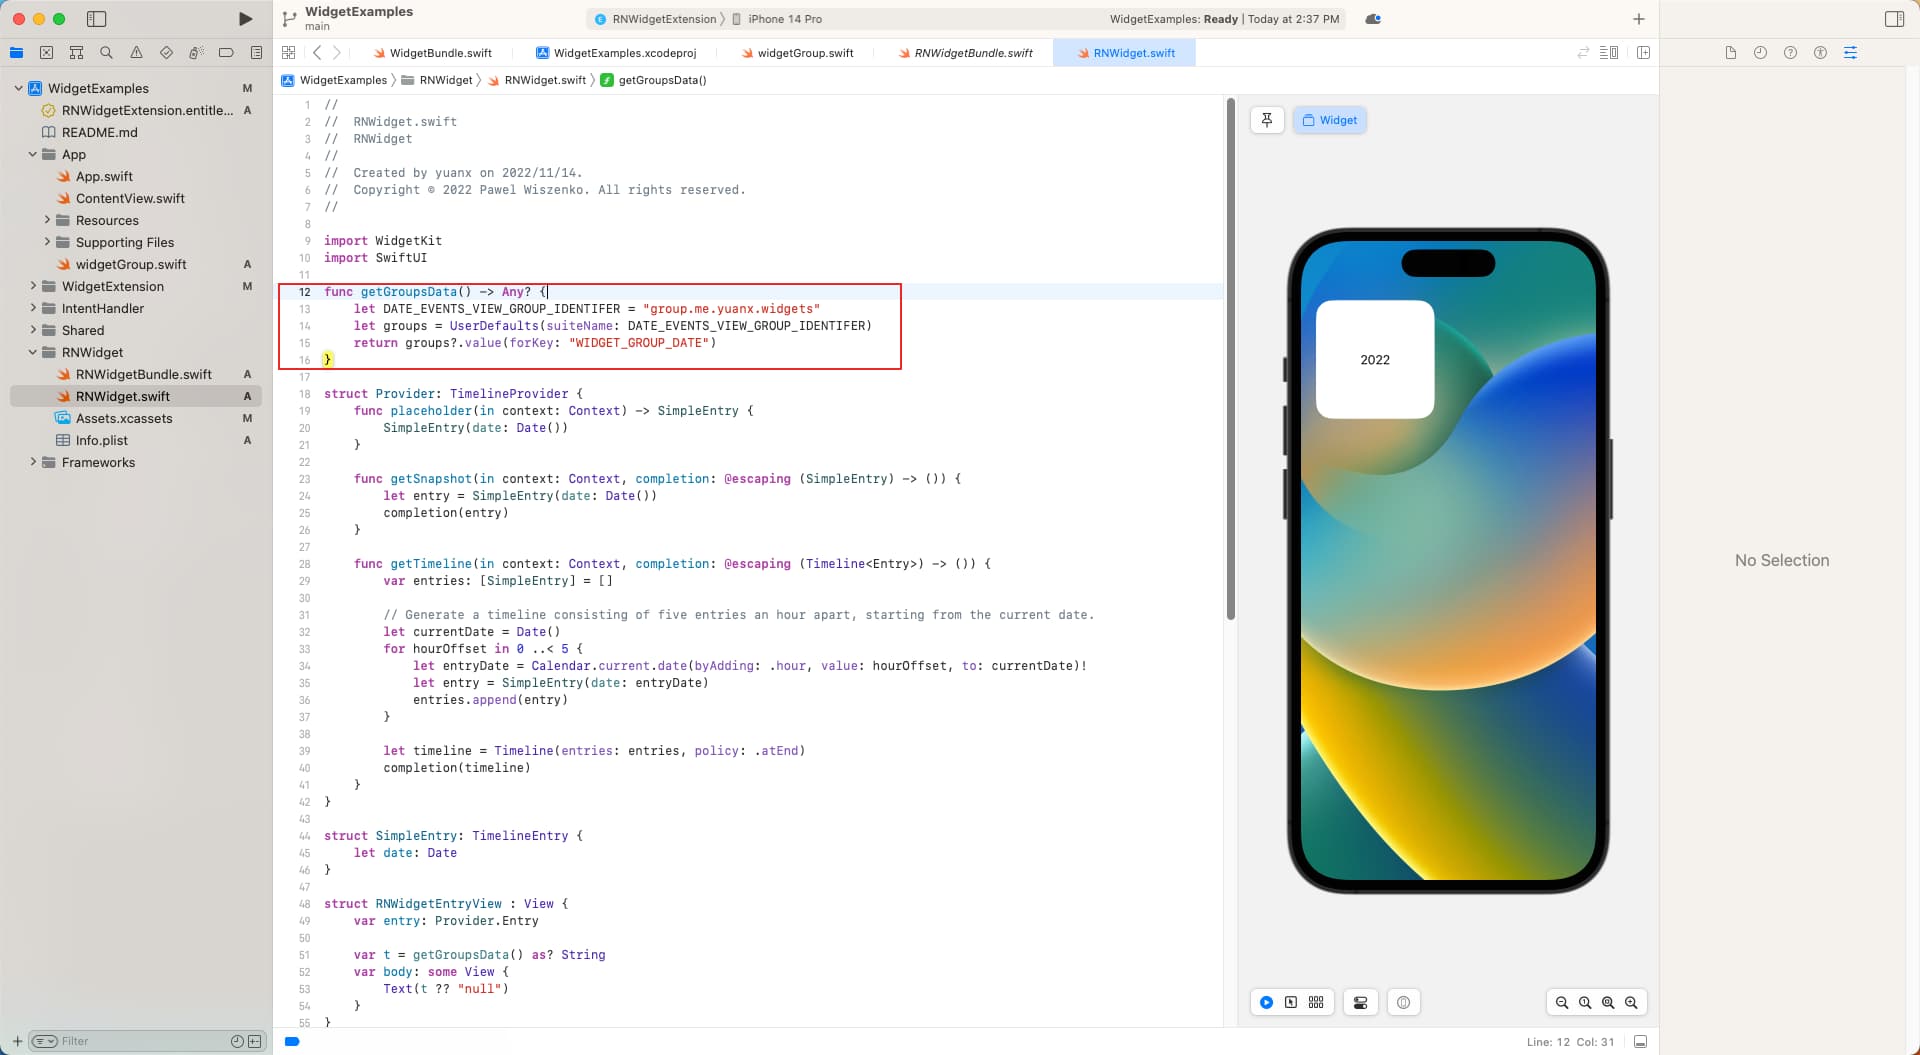 WidgetExamples
main
RNWidgetExtension 〉 iPhone 14 Pro
WidgetExamples: Ready | Today at 2:37 PM
WidgetBundle.swift
WidgetExamples.xcodeproj
widgetGroup.swift
RNWidgetBundle.swift
RNWidget.swift
WidgetExamples 〉 RNWidget 〉 RNWidget.swift 〉 getGroupsData()
WidgetExamples M
RNWidgetExtension.entitle... A
README.md
App
App.swift
ContentView.swift
Resources
Supporting Files
widgetGroup.swift A
WidgetExtension M
IntentHandler
Shared
RNWidget
RNWidgetBundle.swift A
RNWidget.swift A
Assets.xcassets M
Info.plist A
Frameworks
Filter
1 //
2 //  RNWidget.swift
3 //  RNWidget
4 //
5 //  Created by yuanx on 2022/11/14.
6 //  Copyright © 2022 Pawel Wiszenko. All rights reserved.
7 //
8
9 import WidgetKit
10 import SwiftUI
11
12 func getGroupsData() -> Any? {
13     let DATE_EVENTS_VIEW_GROUP_IDENTIFER = "group.me.yuanx.widgets"
14     let groups = UserDefaults(suiteName: DATE_EVENTS_VIEW_GROUP_IDENTIFER)
15     return groups?.value(forKey: "WIDGET_GROUP_DATE")
16 }
17
18 struct Provider: TimelineProvider {
19     func placeholder(in context: Context) -> SimpleEntry {
20         SimpleEntry(date: Date())
21     }
22
23     func getSnapshot(in context: Context, completion: @escaping (SimpleEntry) -> ()) {
24         let entry = SimpleEntry(date: Date())
25         completion(entry)
26     }
27
28     func getTimeline(in context: Context, completion: @escaping (Timeline<Entry>) -> ()) {
29         var entries: [SimpleEntry] = []
30
31         // Generate a timeline consisting of five entries an hour apart, starting from the current date.
32         let currentDate = Date()
33         for hourOffset in 0 ..< 5 {
34             let entryDate = Calendar.current.date(byAdding: .hour, value: hourOffset, to: currentDate)!
35             let entry = SimpleEntry(date: entryDate)
36             entries.append(entry)
37         }
38
39         let timeline = Timeline(entries: entries, policy: .atEnd)
40         completion(timeline)
41     }
42 }
43
44 struct SimpleEntry: TimelineEntry {
45     let date: Date
46 }
47
48 struct RNWidgetEntryView : View {
49     var entry: Provider.Entry
50
51     var t = getGroupsData() as? String
52     var body: some View {
53         Text(t ?? "null")
54     }
55 }
Widget
2022
No Selection
Line: 12 Col: 31